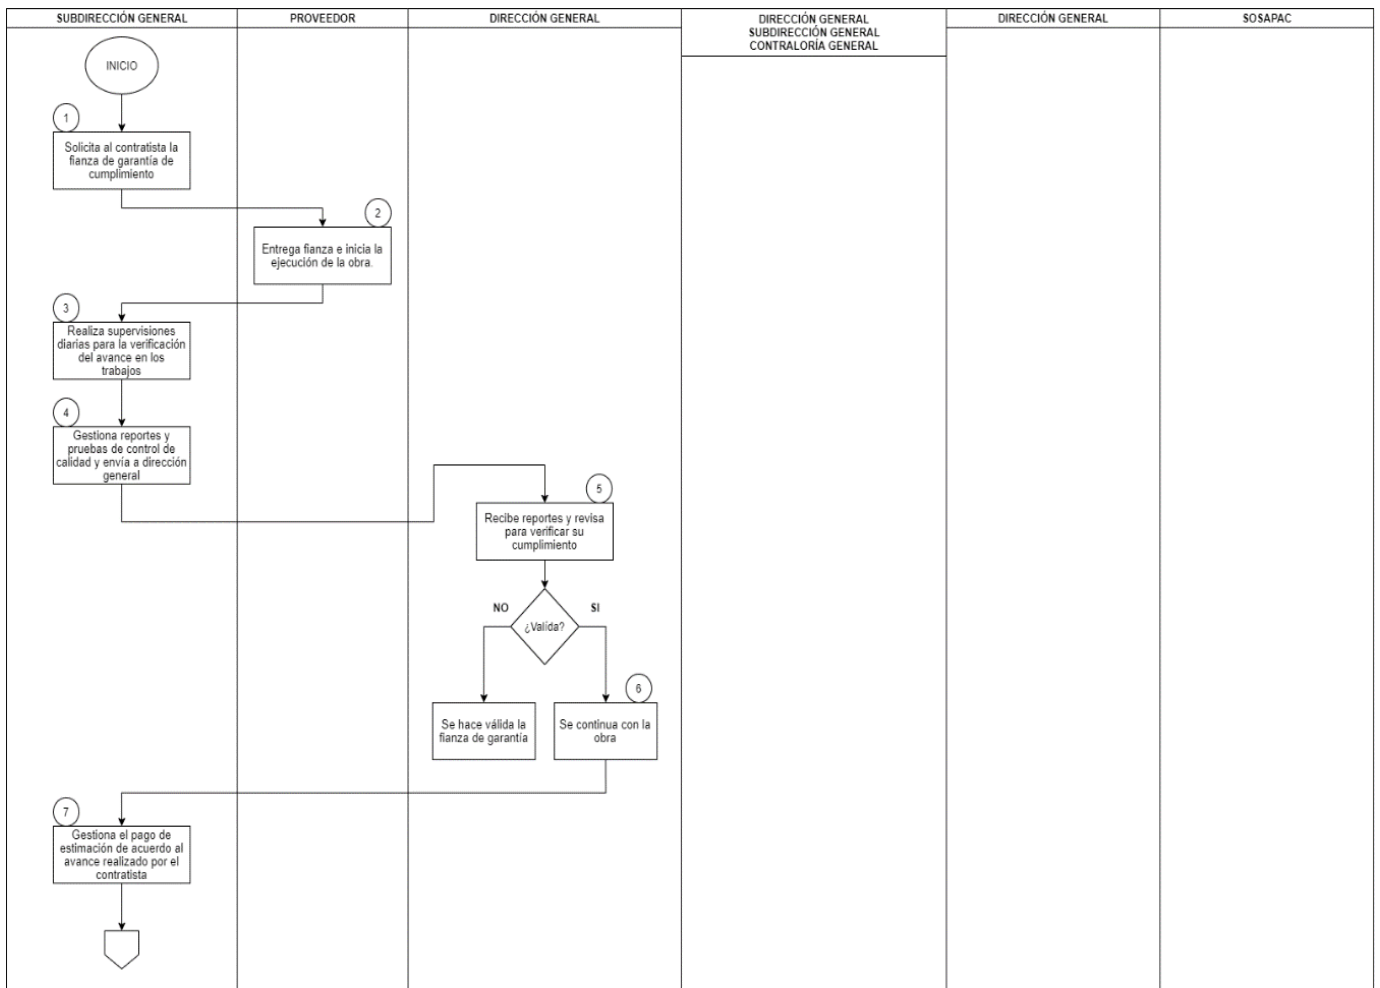 SUBDIRECCIÓN GENERAL
PROVEEDOR
DIRECCIÓN GENERAL
DIRECCIÓN GENERAL
SUBDIRECCIÓN GENERAL
CONTRALORÍA GENERAL
DIRECCIÓN GENERAL
SOSAPAC
INICIO
1
Solicita al contratista la
fianza de garantía de
cumplimiento
2
Entrega fianza e inicia la
ejecución de la obra.
3
Realiza supervisiones
diarias para la verificación
del avance en los
trabajos
4
Gestiona reportes y
pruebas de control de
calidad y envía a dirección
general
5
Recibe reportes y revisa
para verificar su
cumplimiento
NO
SI
¿Valida?
Se hace válida la
fianza de garantía
6
Se continua con la
obra
7
Gestiona el pago de
estimación de acuerdo al
avance realizado por el
contratista